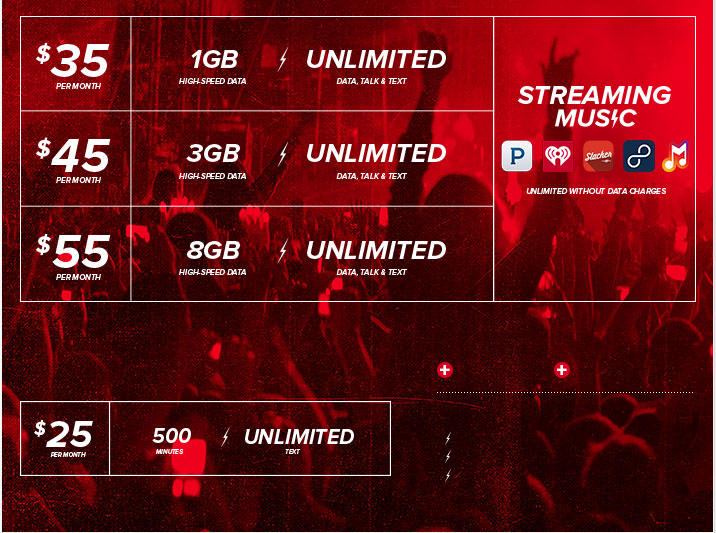 $35
PER MONTH
1GB
HIGH-SPEED DATA
UNLIMITED
DATA, TALK & TEXT
$45
PER MONTH
3GB
HIGH-SPEED DATA
UNLIMITED
DATA, TALK & TEXT
$55
PER MONTH
8GB
HIGH-SPEED DATA
UNLIMITED
DATA, TALK & TEXT
STREAMING
MUSIC
P
Slacker
UNLIMITED WITHOUT DATA CHARGES
$25
PER MONTH
500
MINUTES
UNLIMITED
TEXT